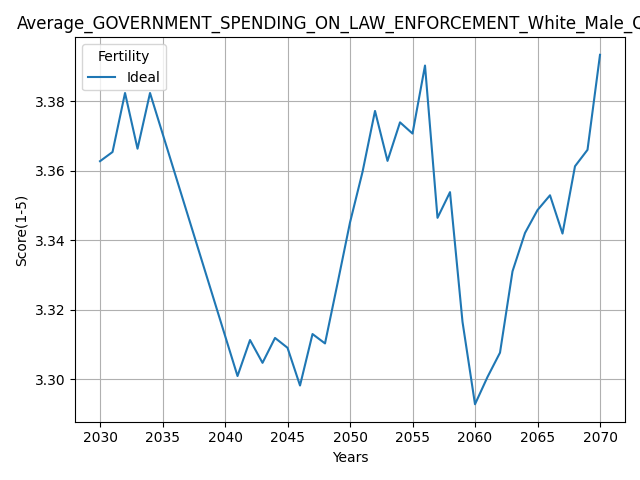 Average_GOVERNMENT_SPENDING_ON_LAW_ENFORCEMENT_White_Male_
Fertility
Ideal
3.38
3.36
3.34
3.32
3.30
Score(1-5)
2030 2035 2040 2045 2050 2055 2060 2065 2070
Years